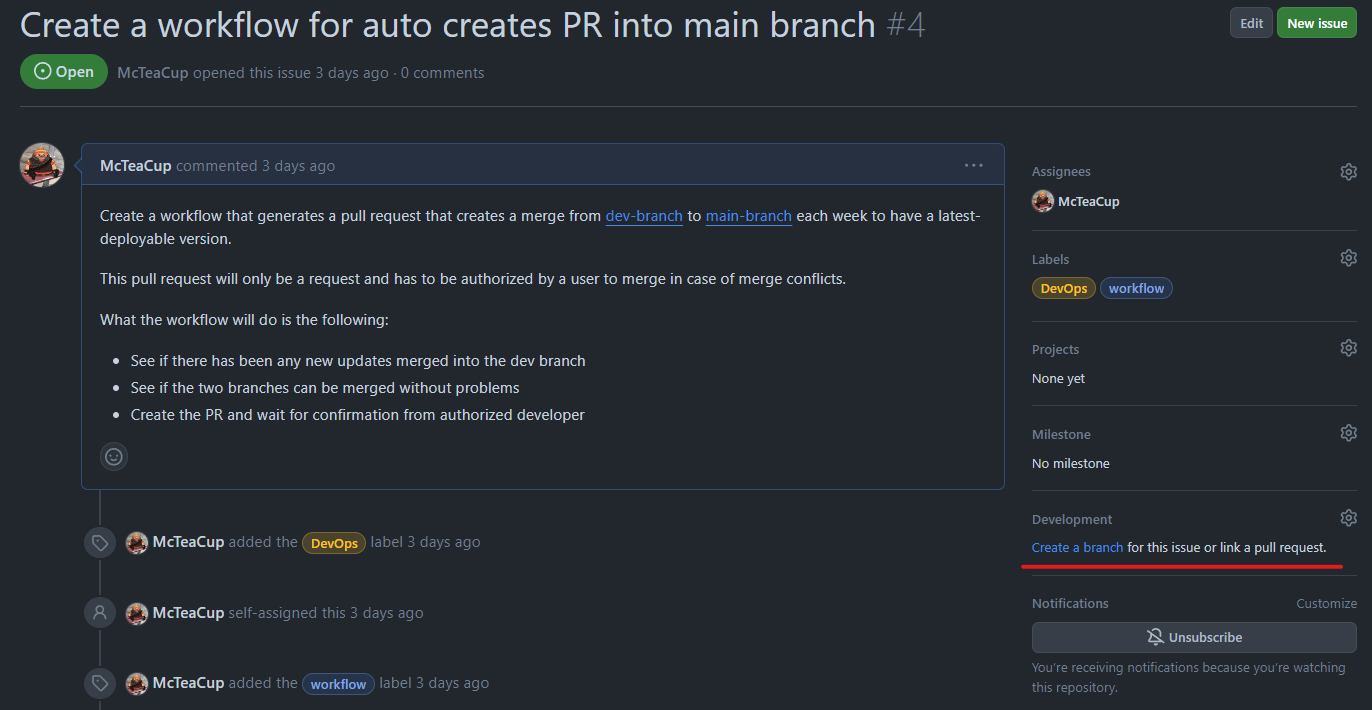 Create a workflow for auto creates PR into main branch #4
Edit
New issue
Open
McTeaCup opened this issue 3 days ago · 0 comments
McTeaCup commented 3 days ago
Create a workflow that generates a pull request that creates a merge from dev-branch to main-branch each week to have a latest-
deployable version.
This pull request will only be a request and has to be authorized by a user to merge in case of merge conflicts.
What the workflow will do is the following:
• See if there has been any new updates merged into the dev branch
• See if the two branches can be merged without problems
• Create the PR and wait for confirmation from authorized developer
McTeaCup added the DevOps label 3 days ago
McTeaCup self-assigned this 3 days ago
McTeaCup added the workflow label 3 days ago
Assignees
McTeaCup
Labels
DevOps workflow
Projects
None yet
Milestone
No milestone
Development
Create a branch for this issue or link a pull request.
Notifications
Customize
Unsubscribe
You're receiving notifications because you're watching
this repository.